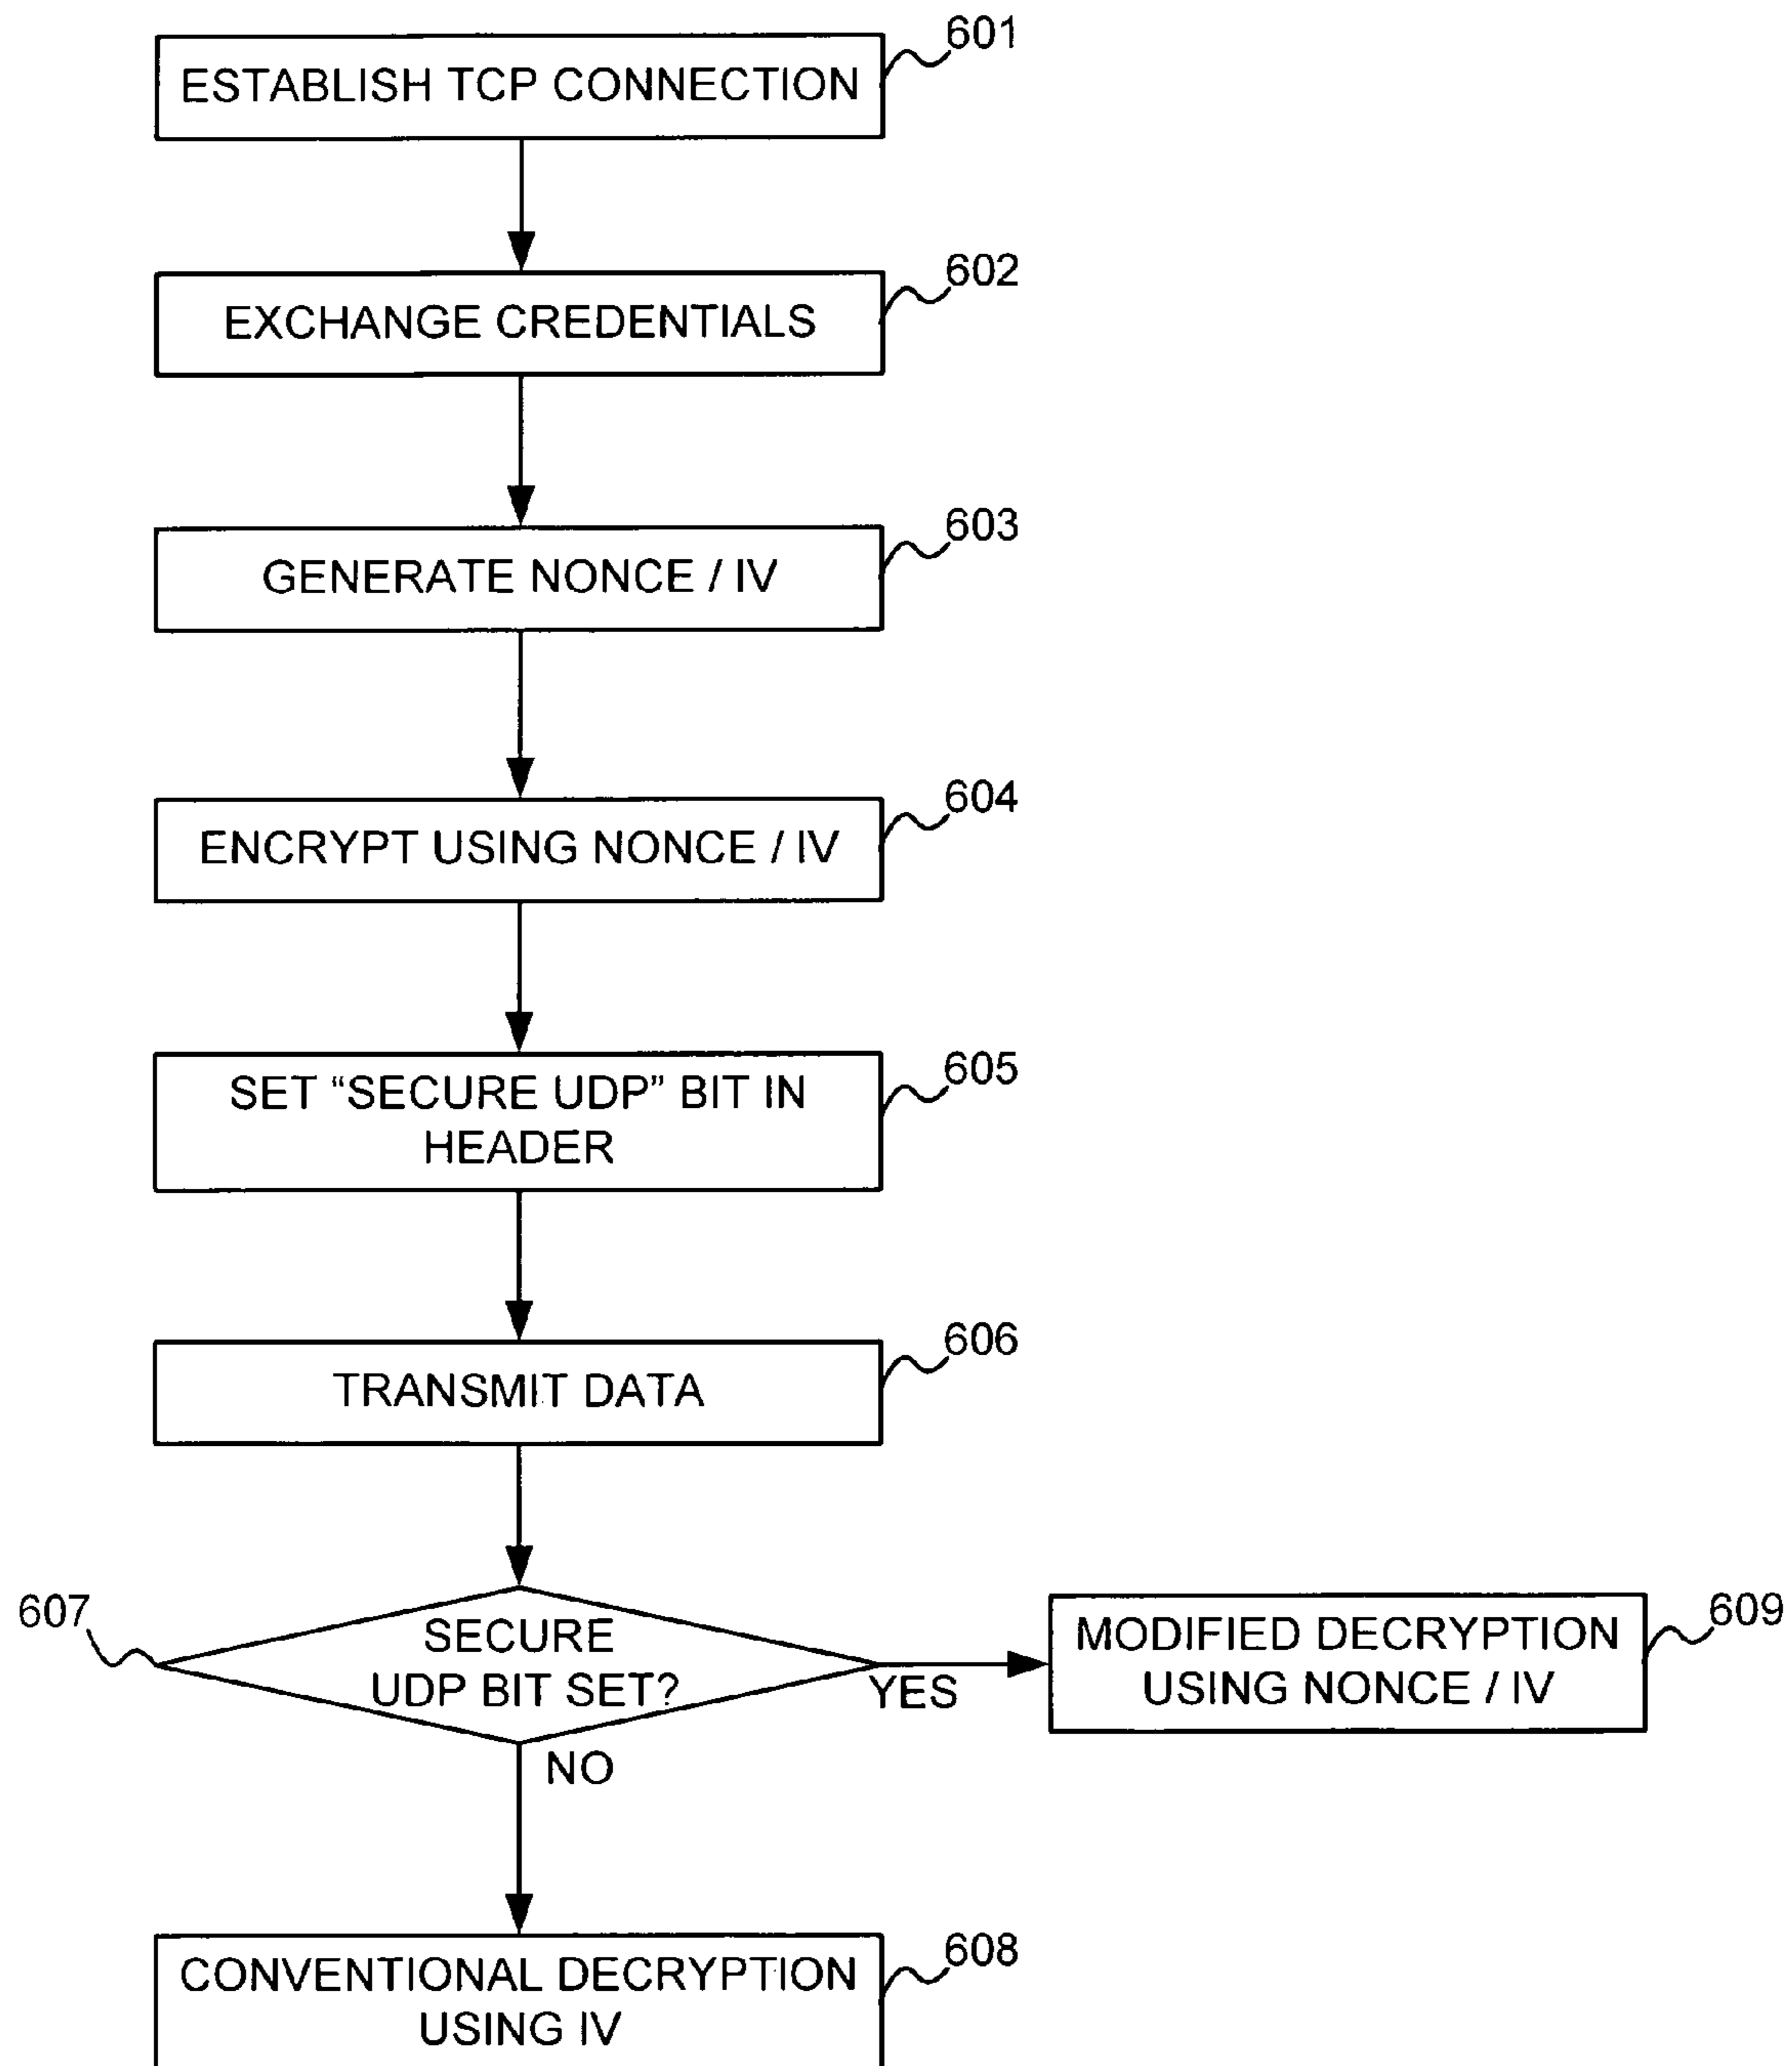 601
ESTABLISH TCP CONNECTION
602
EXCHANGE CREDENTIALS
603
GENERATE NONCE / IV
604
ENCRYPT USING NONCE / IV
605
SET “SECURE UDP” BIT IN
HEADER
606
TRANSMIT DATA
607
SECURE
UDP BIT SET?
YES
NO
609
MODIFIED DECRYPTION
USING NONCE / IV
608
CONVENTIONAL DECRYPTION
USING IV